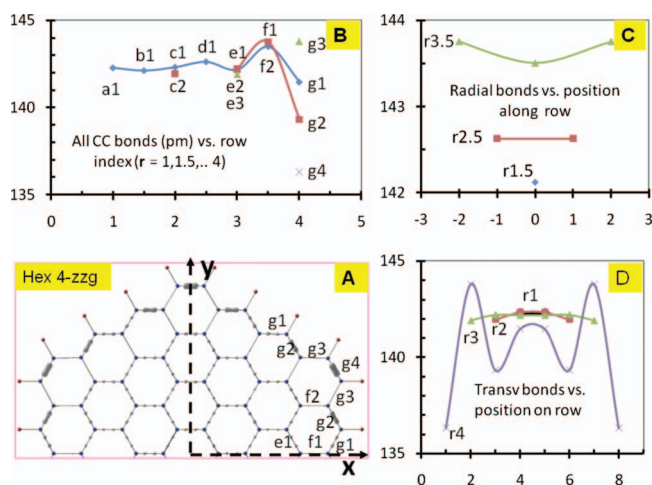 145
140
135
0
1
2
3
4
5
B
a1
b1
c1
c2
d1
e1
e2
e3
f1
f2
g3
g1
g2
g4
All CC bonds (pm) vs. row
index (r = 1,1.5,.. 4)
144
143
142
-3
-2
-1
0
1
2
3
C
r3.5
Radial bonds vs. position
along row
r2.5
r1.5
Hex 4-zzg
A
y
x
g1
g2
g3
g4
g3
f2
g2
e1
f1
g1
145
140
135
0
2
4
6
8
D
r1
r2
r3
r4
Transv bonds vs.
position on row